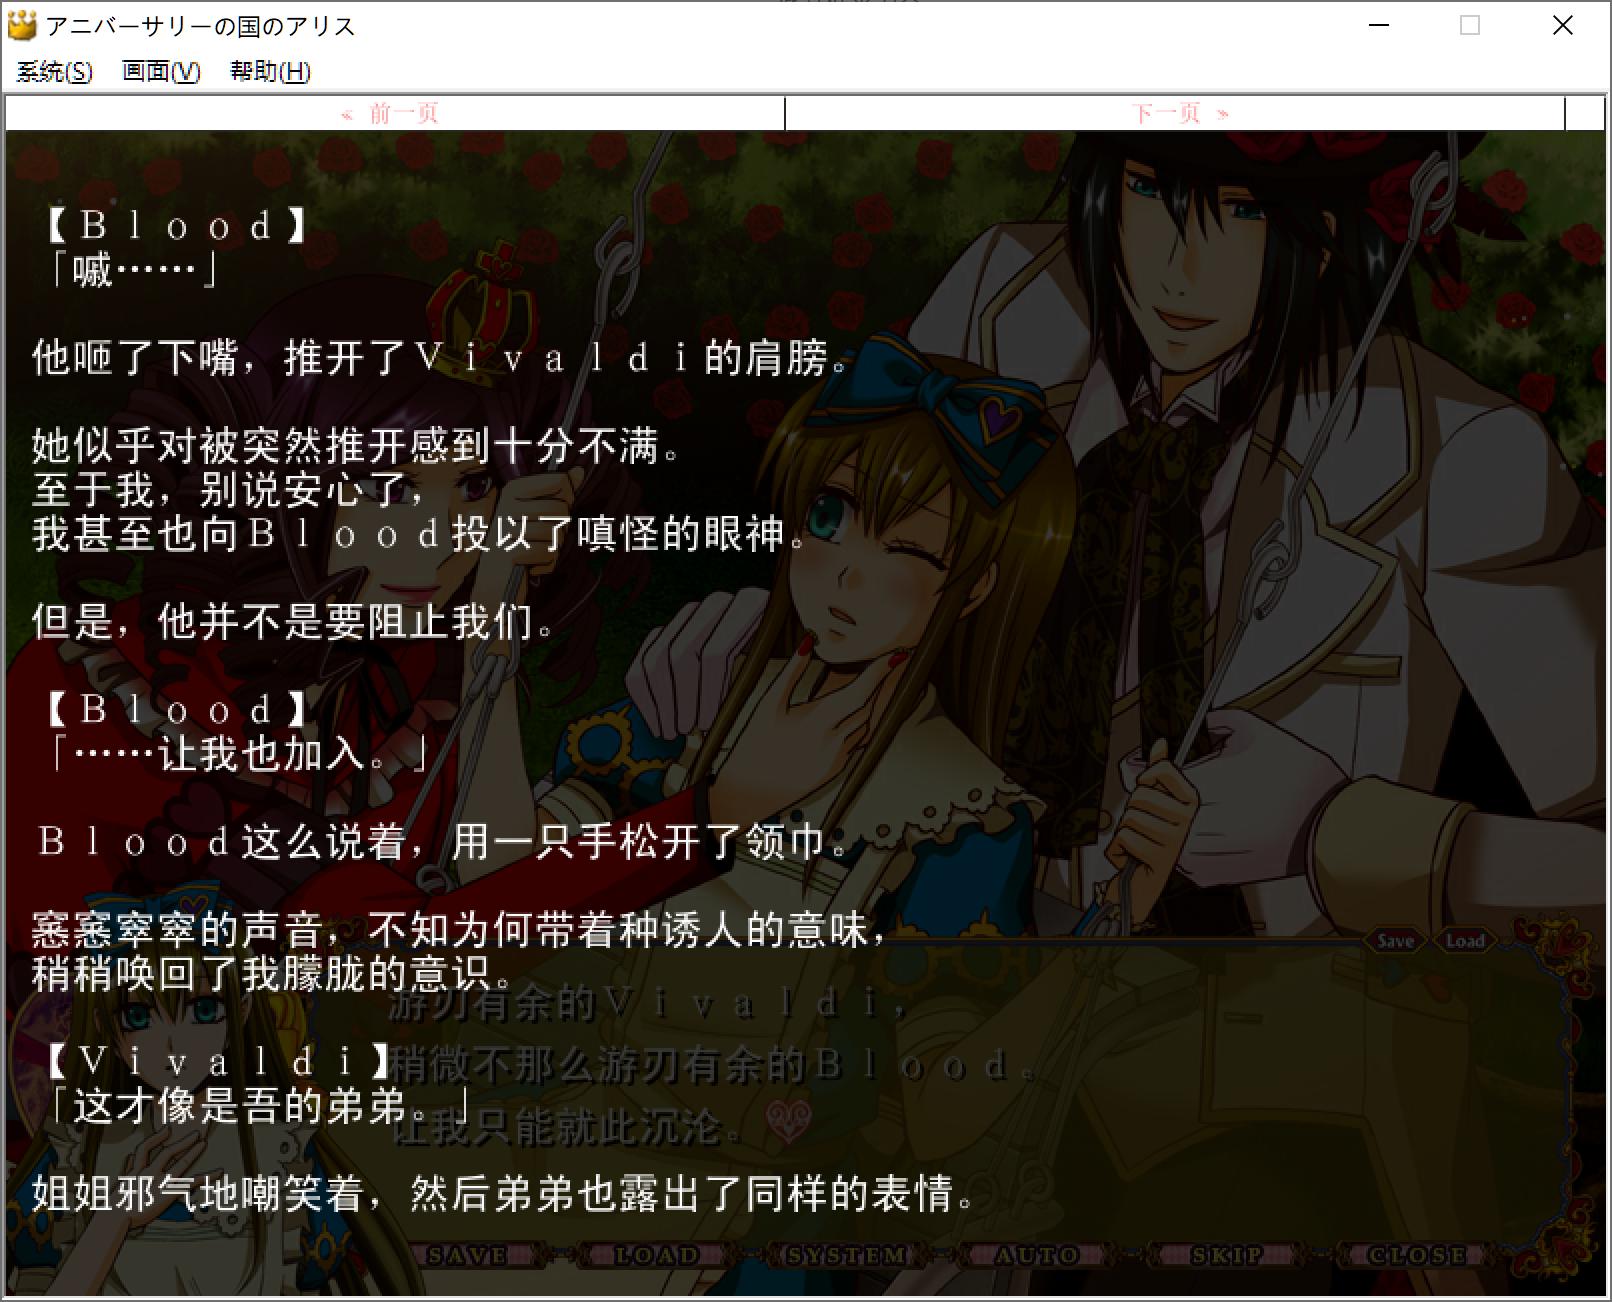 アニバーサリーの国のアリス
系统(S) 画面(V) 帮助(H)
« 前一页
下一页 »
【Ｂｌｏｏｄ】
「嘁……」
他咂了下嘴，推开了Ｖｉｖａｌｄｉ的肩膀。
她似乎对被突然推开感到十分不满。
至于我，别说安心了，
我甚至也向Ｂｌｏｏｄ投以了嗔怪的眼神。
但是，他并不是要阻止我们。
【Ｂｌｏｏｄ】
「……让我也加入。」
Ｂｌｏｏｄ这么说着，用一只手松开了领巾。
窸窸窣窣的声音，不知为何带着种诱人的意味，
稍稍唤回了我朦胧的意识。
【Ｖｉｖａｌｄｉ】
「这才像是吾的弟弟。」
姐姐邪气地嘲笑着，然后弟弟也露出了同样的表情。
Save Load
游刃有余的Ｖｉｖａｌｄｉ，
稍微不那么游刃有余的Ｂｌｏｏｄ。
让我只能就此沉沦。
SAVE LOAD SYSTEM AUTO SKIP CLOSE